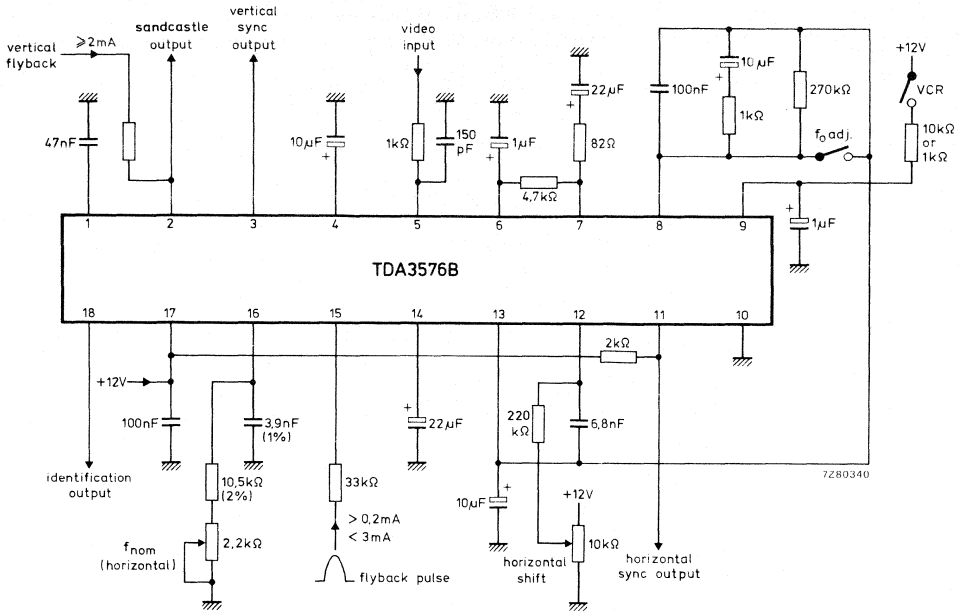 vertical
flyback
⩾2mA
sandcastle
output
vertical
sync
output
video
input
+12V
VCR
47nF
10µF
+
1kΩ
150
pF
+
1µF
22µF
+
82Ω
4,7kΩ
100nF
10µF
+
1kΩ
270kΩ
fo adj.
10kΩ
or
1kΩ
+
1µF
1
2
3
4
5
6
7
8
9
TDA3576B
18
17
16
15
14
13
12
11
10
2kΩ
+12V
100nF
3,9nF
(1%)
+
22µF
220
kΩ
6,8nF
identification
output
10,5kΩ
(2%)
33kΩ
10µF
+
+12V
7Z80340
fnom
(horizontal)
2,2kΩ
> 0,2mA
< 3mA
flyback pulse
horizontal
shift
10kΩ
horizontal
sync output